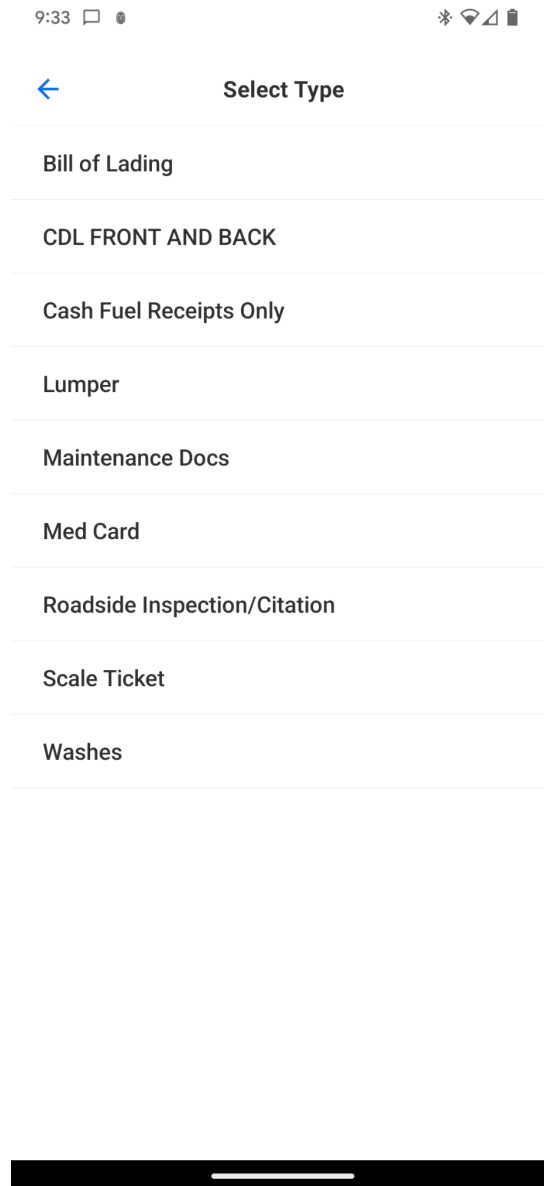 9:33
Select Type
Bill of Lading
CDL FRONT AND BACK
Cash Fuel Receipts Only
Lumper
Maintenance Docs
Med Card
Roadside Inspection/Citation
Scale Ticket
Washes